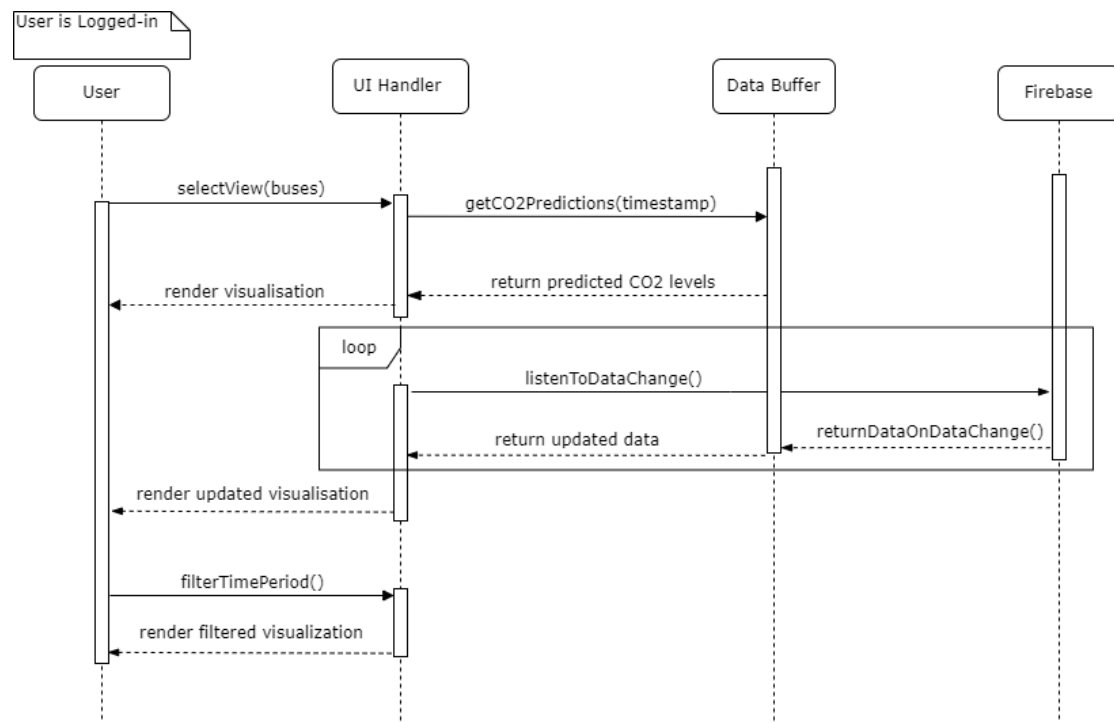 User is Logged-in
User
UI Handler
Data Buffer
Firebase
selectView(buses)
getCO2Predictions(timestamp)
return predicted CO2 levels
render visualisation
loop
listenToDataChange()
returnDataOnDataChange()
return updated data
render updated visualisation
filterTimePeriod()
render filtered visualization